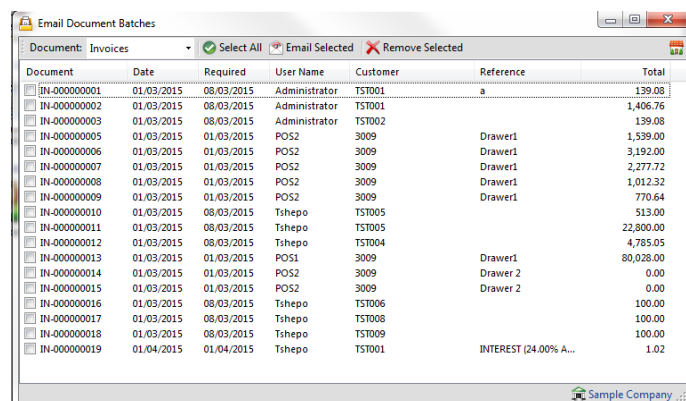 Email Document Batches
Document: Invoices Select All Email Selected Remove Selected
Document Date Required User Name Customer Reference Total
IN-000000001 01/03/2015 08/03/2015 Administrator TST001 a 139.08
IN-000000002 01/03/2015 08/03/2015 Administrator TST001 1,406.76
IN-000000003 01/03/2015 08/03/2015 Administrator TST002 139.08
IN-000000005 01/03/2015 01/03/2015 POS2 3009 Drawer1 1,539.00
IN-000000006 01/03/2015 01/03/2015 POS2 3009 Drawer1 3,192.00
IN-000000007 01/03/2015 01/03/2015 POS2 3009 Drawer1 2,277.72
IN-000000008 01/03/2015 01/03/2015 POS2 3009 Drawer1 1,012.32
IN-000000009 01/03/2015 01/03/2015 POS2 3009 Drawer1 770.64
IN-000000010 01/03/2015 08/03/2015 Tshepo TST005 513.00
IN-000000011 01/03/2015 08/03/2015 Tshepo TST005 22,800.00
IN-000000012 01/03/2015 08/03/2015 Tshepo TST004 4,785.05
IN-000000013 01/03/2015 01/03/2015 POS1 3009 Drawer1 80,028.00
IN-000000014 01/03/2015 01/03/2015 POS2 3009 Drawer 2 0.00
IN-000000015 01/03/2015 01/03/2015 POS2 3009 Drawer 2 0.00
IN-000000016 01/03/2015 08/03/2015 Tshepo TST006 100.00
IN-000000017 01/03/2015 08/03/2015 Tshepo TST008 100.00
IN-000000018 01/03/2015 08/03/2015 Tshepo TST009 100.00
IN-000000019 01/04/2015 01/04/2015 Tshepo TST001 INTEREST (24.00% A... 1.02
Sample Company